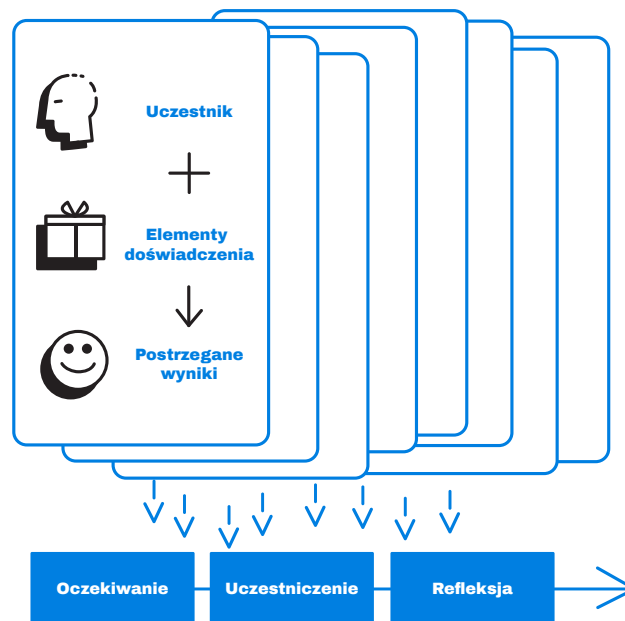 Uczestnik
Elementy
doświadczenia
Postrzegane
wyniki
Oczekiwanie
Uczestniczenie
Refleksja